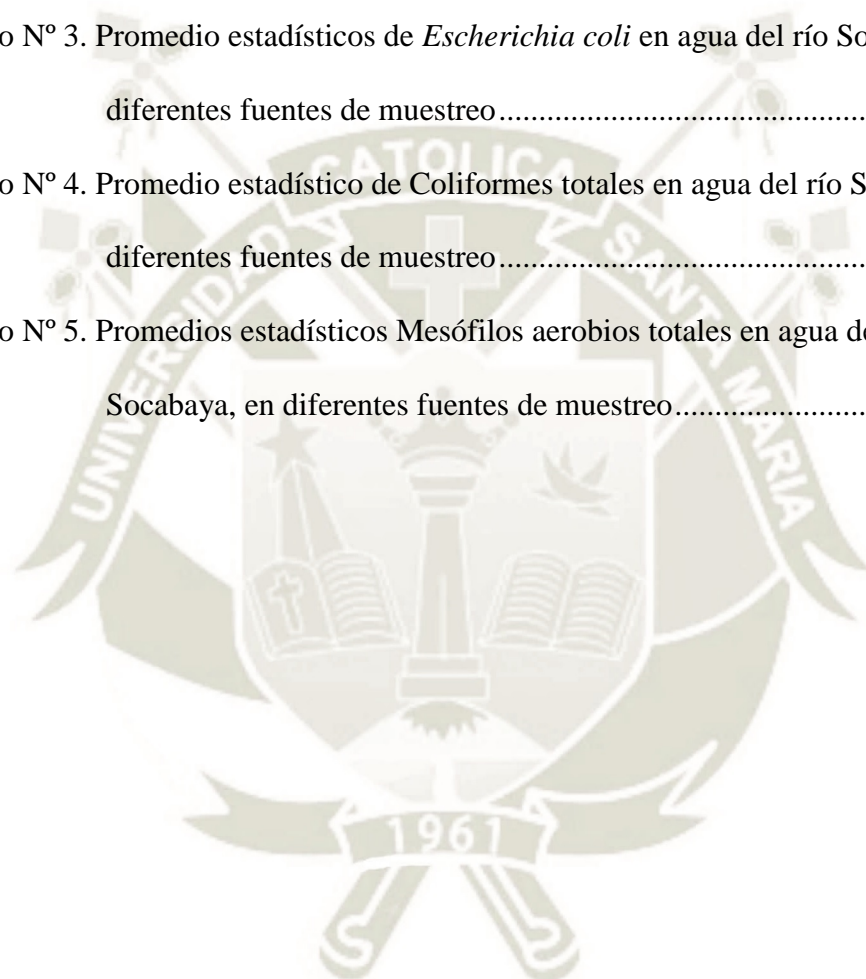 o Nº 3. Promedio estadísticos de Escherichia coli en agua del río So
diferentes fuentes de muestreo............................................
o Nº 4. Promedio estadístico de Coliformes totales en agua del río S
diferentes fuentes de muestreo............................................
o Nº 5. Promedios estadísticos Mesófilos aerobios totales en agua de
Socabaya, en diferentes fuentes de muestreo........................
UNIVERSIDAD CATOLICA SANTA MARIA
1961